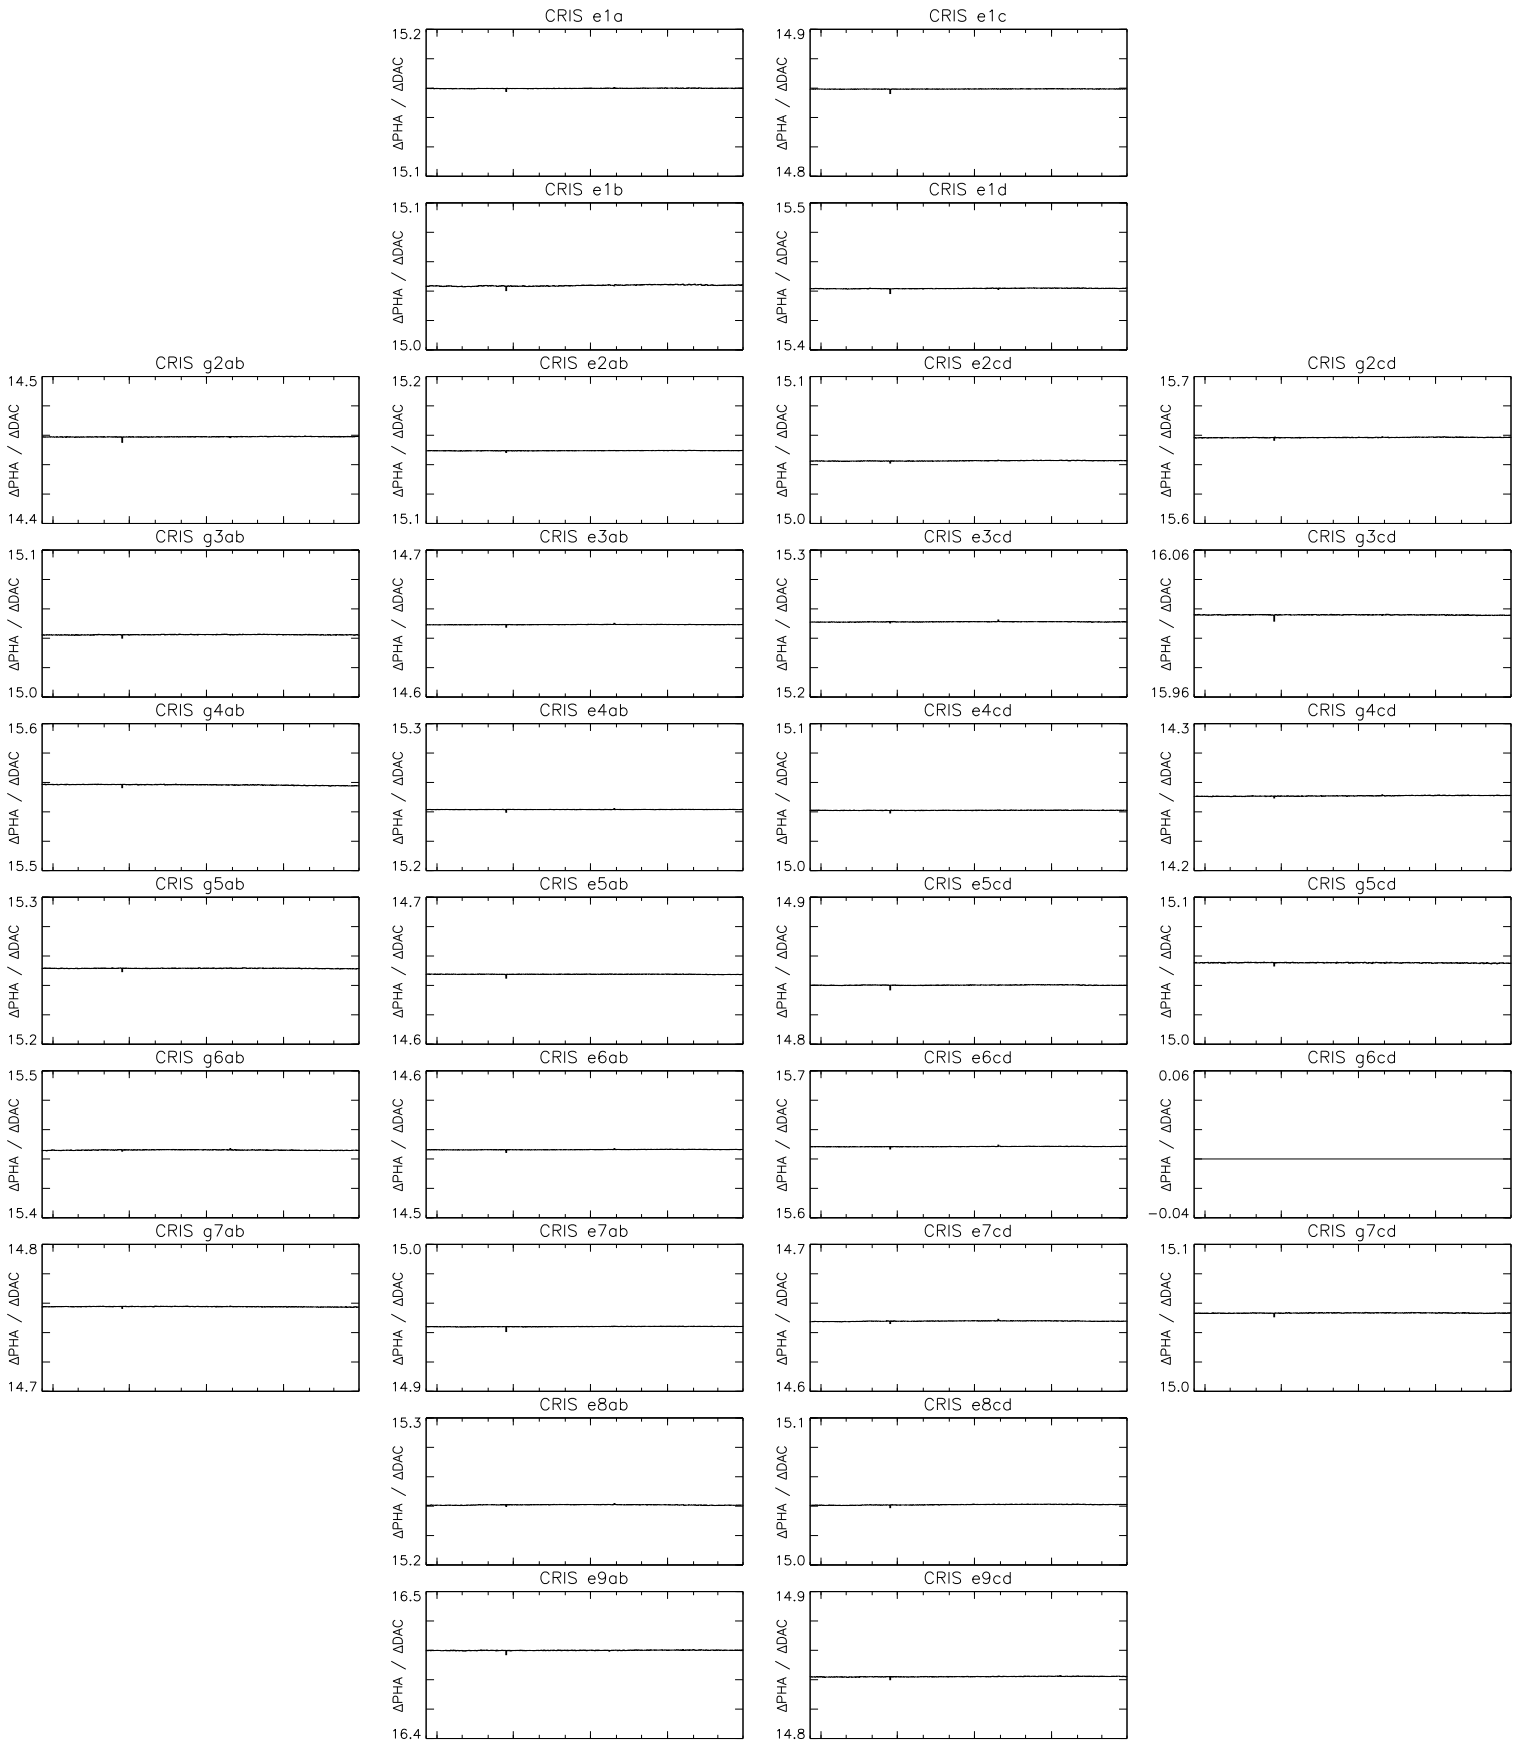 CRIS e1a
CRIS e1c
15.2
ΔPHA / ΔDAC
15.1
14.9
ΔPHA / ΔDAC
14.8
CRIS e1b
CRIS e1d
15.1
ΔPHA / ΔDAC
15.0
15.5
ΔPHA / ΔDAC
15.4
CRIS g2ab
CRIS e2ab
CRIS e2cd
CRIS g2cd
14.5
ΔPHA / ΔDAC
14.4
15.2
ΔPHA / ΔDAC
15.1
15.1
ΔPHA / ΔDAC
15.0
15.7
ΔPHA / ΔDAC
15.6
CRIS g3ab
CRIS e3ab
CRIS e3cd
CRIS g3cd
15.1
ΔPHA / ΔDAC
15.0
14.7
ΔPHA / ΔDAC
14.6
15.3
ΔPHA / ΔDAC
15.2
16.06
ΔPHA / ΔDAC
15.96
CRIS g4ab
CRIS e4ab
CRIS e4cd
CRIS g4cd
15.6
ΔPHA / ΔDAC
15.5
15.3
ΔPHA / ΔDAC
15.2
15.1
ΔPHA / ΔDAC
15.0
14.3
ΔPHA / ΔDAC
14.2
CRIS g5ab
CRIS e5ab
CRIS e5cd
CRIS g5cd
15.3
ΔPHA / ΔDAC
15.2
14.7
ΔPHA / ΔDAC
14.6
14.9
ΔPHA / ΔDAC
14.8
15.1
ΔPHA / ΔDAC
15.0
CRIS g6ab
CRIS e6ab
CRIS e6cd
CRIS g6cd
15.5
ΔPHA / ΔDAC
15.4
14.6
ΔPHA / ΔDAC
14.5
15.7
ΔPHA / ΔDAC
15.6
0.06
ΔPHA / ΔDAC
−0.04
CRIS g7ab
CRIS e7ab
CRIS e7cd
CRIS g7cd
14.8
ΔPHA / ΔDAC
14.7
15.0
ΔPHA / ΔDAC
14.9
14.7
ΔPHA / ΔDAC
14.6
15.1
ΔPHA / ΔDAC
15.0
CRIS e8ab
CRIS e8cd
15.3
ΔPHA / ΔDAC
15.2
15.1
ΔPHA / ΔDAC
15.0
CRIS e9ab
CRIS e9cd
16.5
ΔPHA / ΔDAC
16.4
14.9
ΔPHA / ΔDAC
14.8